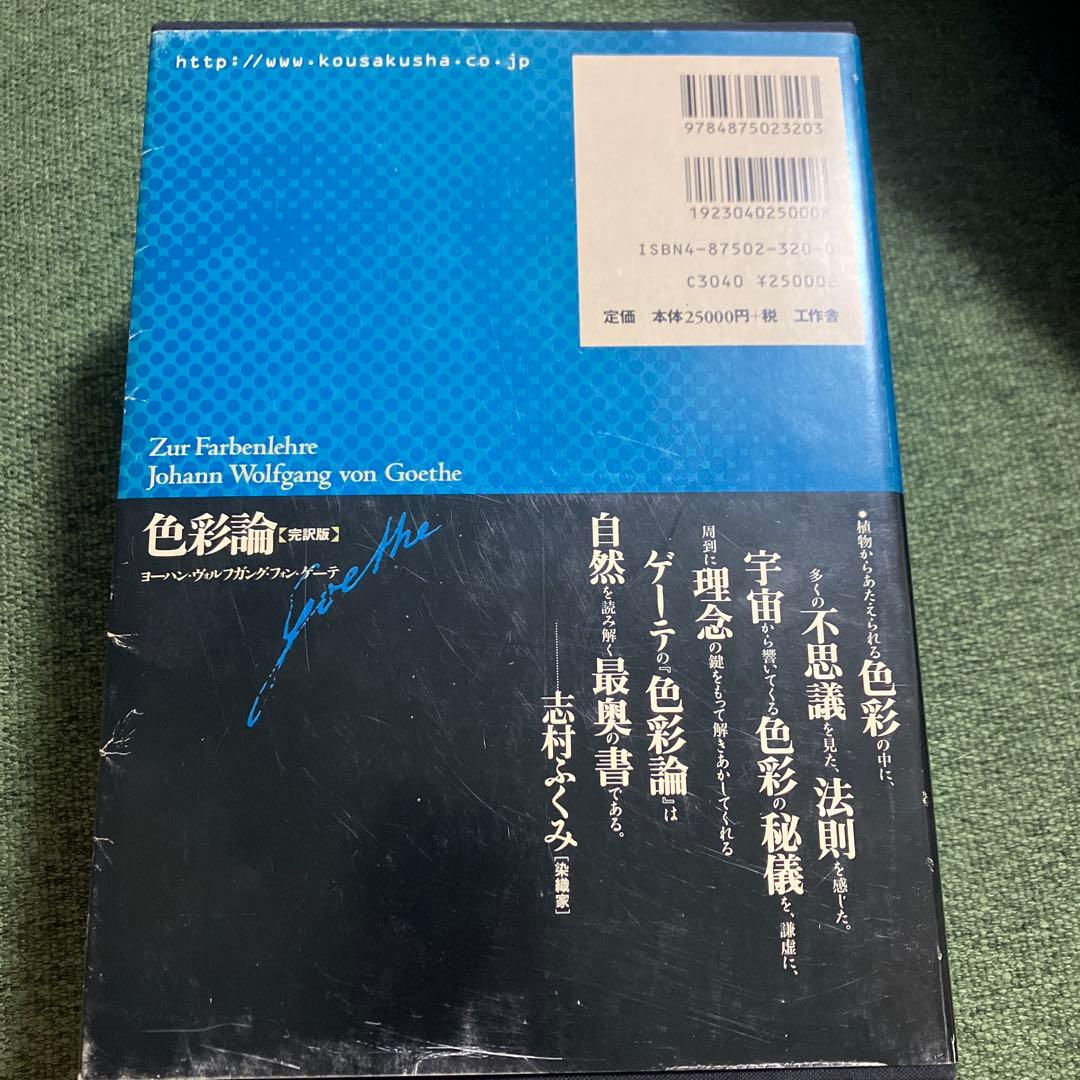 http://www.kousakusha.co.jp
9784875023203
1923040250008
ISBN4-87502-320-0
C3040 ¥25000E
定価 本体25000円+税 工作舎
Zur Farbenlehre
Johann Wolfgang von Goethe
色彩論【完訳版】
ヨーハン・ヴォルフガング・フォン・ゲーテ
Goethe
●植物からあたえられる色彩の中に、
多くの不思議を見た、法則を感じた。
宇宙から響いてくる色彩の秘儀を、謙虚に、
周到に理念の鍵をもって解きあかしてくれる
ゲーテの『色彩論』は
自然を読み解く最奥の書である。
…………志村ふくみ[染織家]